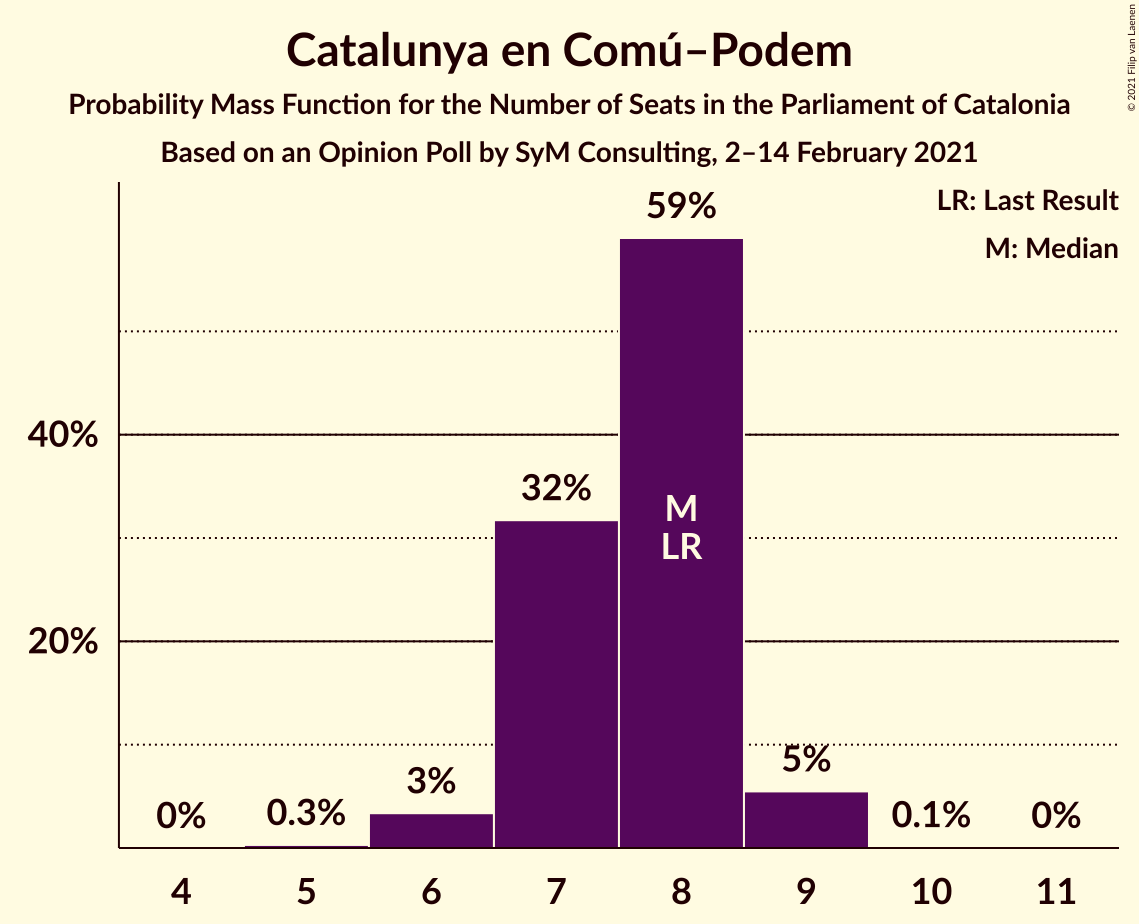 Catalunya en Comú–Podem
Probability Mass Function for the Number of Seats in the Parliament of Catalonia
Based on an Opinion Poll by SyM Consulting, 2–14 February 2021
© 2021 Filip van Laenen
LR: Last Result
M: Median
59%
40%
32%
M
LR
20%
5%
3%
0%
0.3%
0.1%
0%
4 5 6 7 8 9 10 11